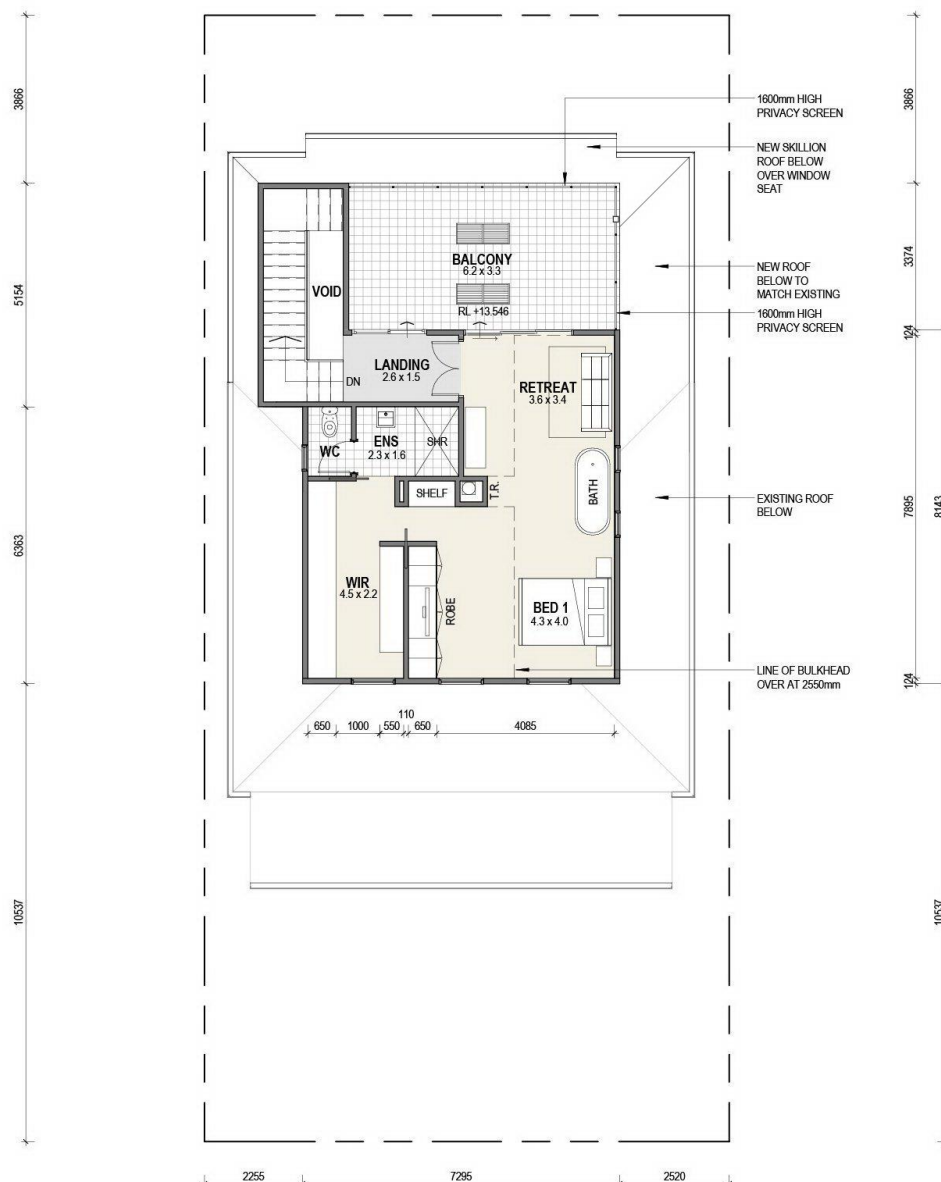 3866
3866
1600mm HIGH
PRIVACY SCREEN
NEW SKILLION
ROOF BELOW
OVER WINDOW
SEAT
5154
3374
VOID
BALCONY
6.2 x 3.3
RL +13.546
NEW ROOF
BELOW TO
MATCH EXISTING
1600mm HIGH
PRIVACY SCREEN
124
LANDING
2.6 x 1.5
DN
RETREAT
3.6 x 3.4
WC
ENS
2.3 x 1.6
SHR
SHELF
T.R.
BATH
EXISTING ROOF
BELOW
7895
8143
6363
WIR
4.5 x 2.2
ROBE
BED 1
4.3 x 4.0
LINE OF BULKHEAD
OVER AT 2550mm
124
110
650
1000
550
650
4085
10537
10537
2255
7295
2520